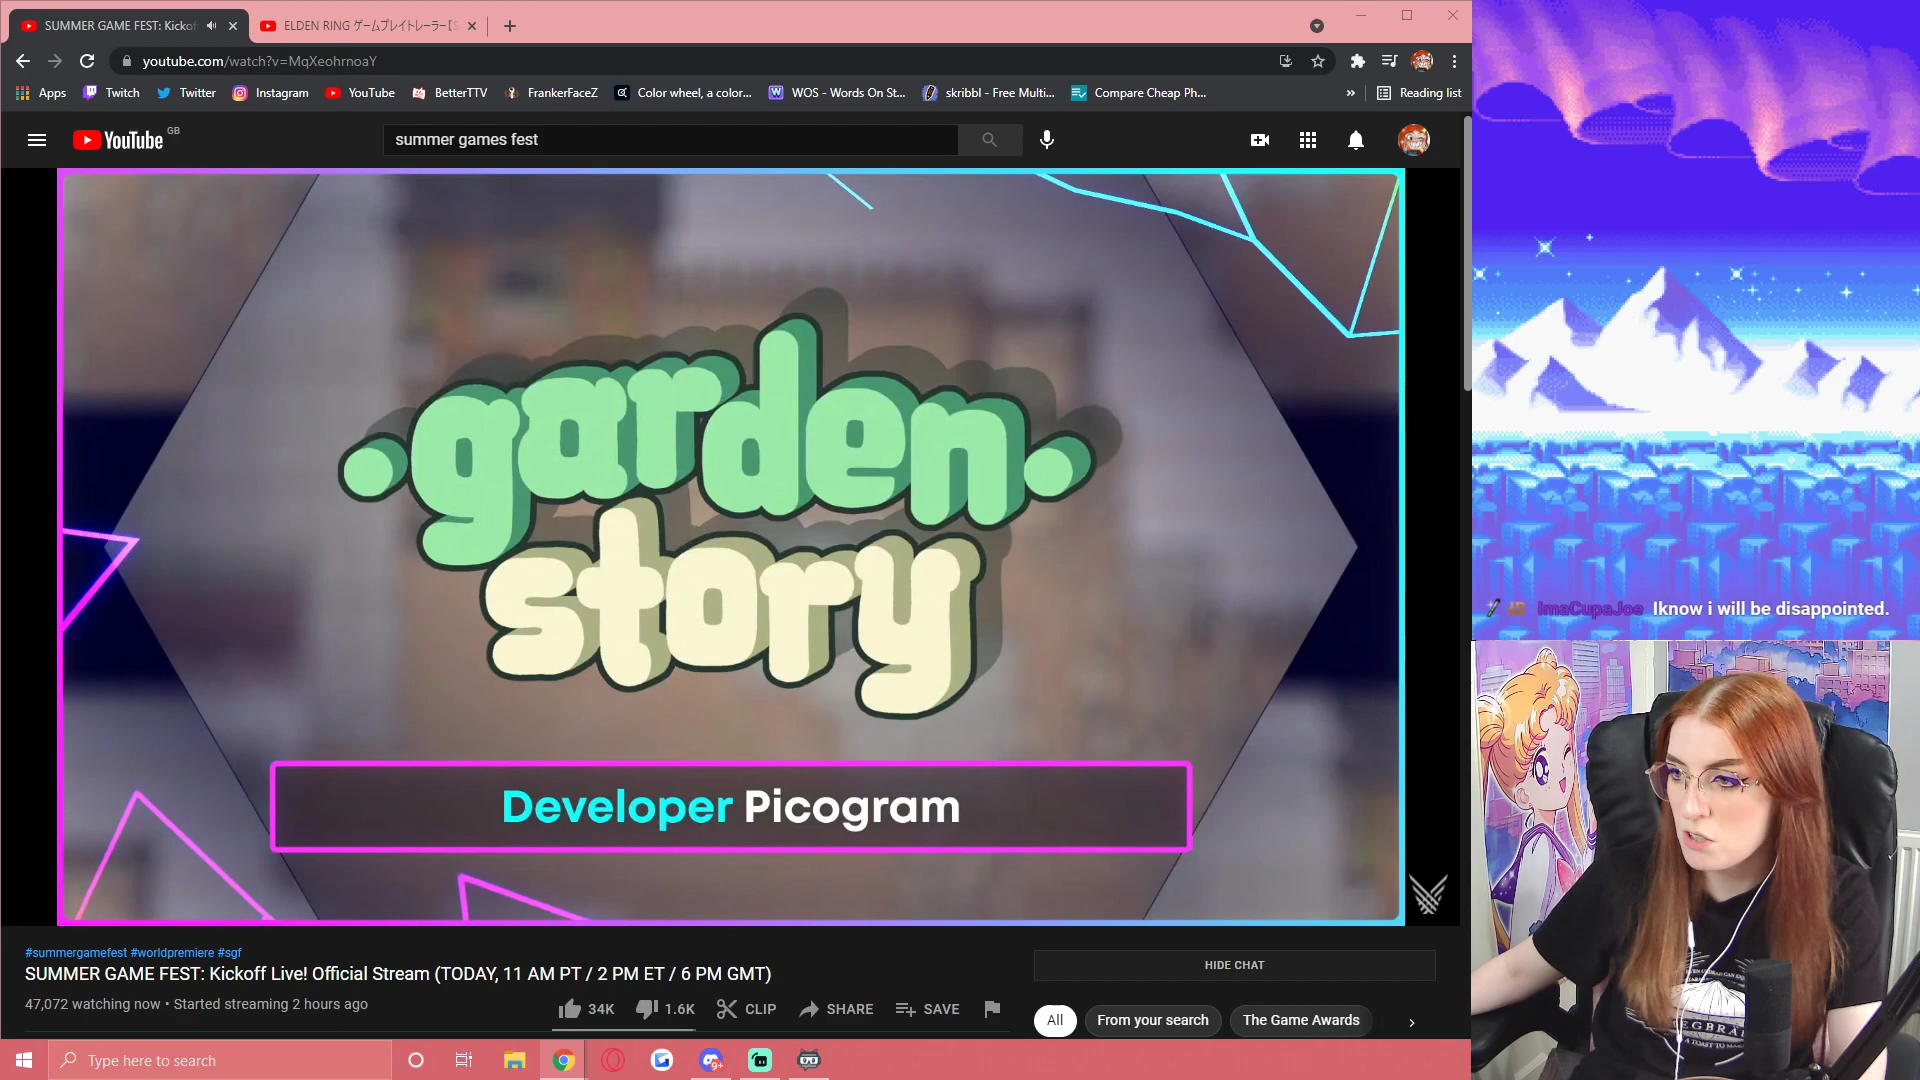 SUMMER GAME FEST: Kickof
ELDEN RING ゲームプレイトレーラー【S
youtube.com/watch?v=MqXeohrnoaY
Apps
Twitch
Twitter
Instagram
YouTube
BetterTTV
FrankerFaceZ
Color wheel, a color...
WOS - Words On St...
skribbl - Free Multi...
Compare Cheap Ph...
»
Reading list
YouTube GB
summer games fest
garden
story
Developer Picogram
ImaCupaJoe Iknow i will be disappointed.
#summergamefest #worldpremiere #sgf
SUMMER GAME FEST: Kickoff Live! Official Stream (TODAY, 11 AM PT / 2 PM ET / 6 PM GMT)
47,072 watching now • Started streaming 2 hours ago
34K
1.6K
CLIP
SHARE
SAVE
HIDE CHAT
All
From your search
The Game Awards
Type here to search
9+